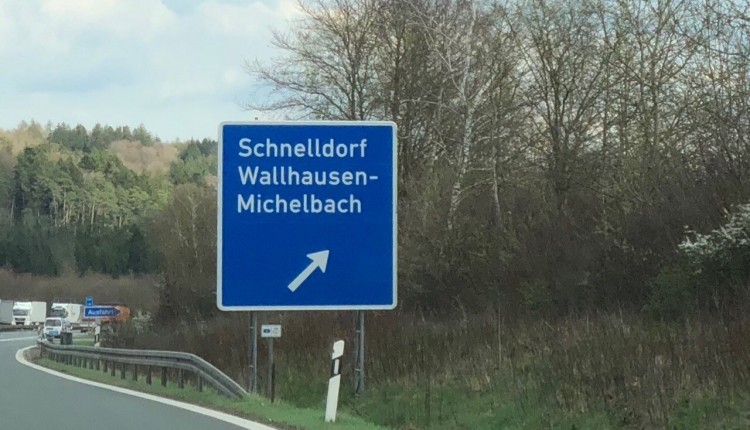 Schnelldorf
Wallhausen-
Michelbach
Ausfahrt